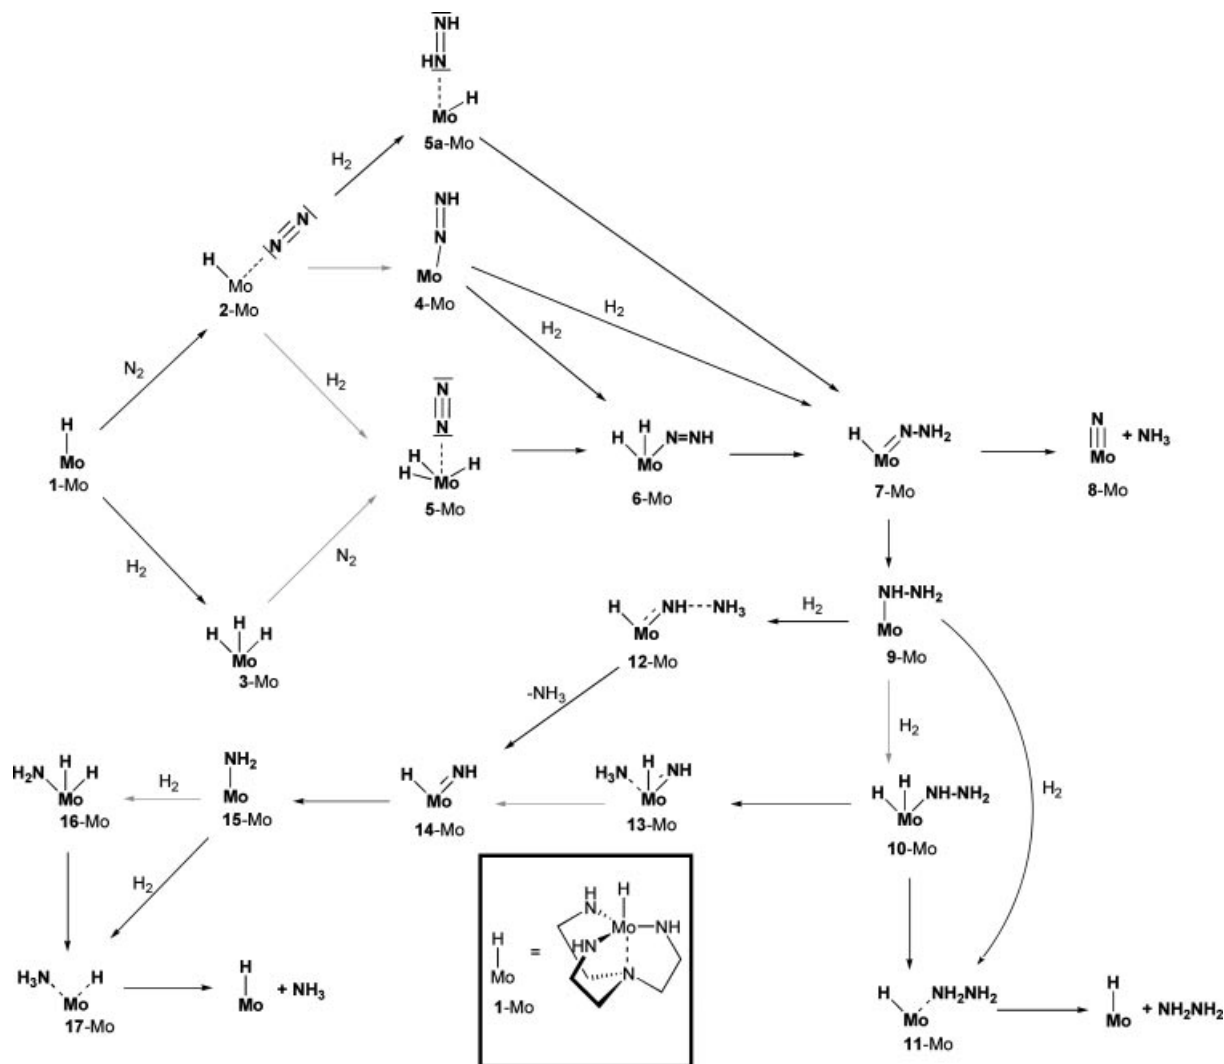 NH
HN
H
Mo
5a-Mo
H2
NH
N
N
N
H
Mo
2-Mo
Mo
4-Mo
H2
H2
N2
H2
N
N
H
H
H
Mo
5-Mo
H
Mo
1-Mo
H
H
N=NH
Mo
6-Mo
H
N-NH2
Mo
7-Mo
N
Mo
+ NH3
8-Mo
H2
N2
H
H
H
Mo
3-Mo
H
NH
NH3
Mo
12-Mo
H2
NH-NH2
Mo
9-Mo
-NH3
H2
H2
H2N
H
H
Mo
16-Mo
H2
NH2
Mo
15-Mo
H
NH
Mo
14-Mo
H3N
H
NH
Mo
13-Mo
H
H
NH-NH2
Mo
10-Mo
H2
H3N
H
Mo
17-Mo
H
Mo
+ NH3
H
Mo
1-Mo
=
H
NH
Mo
NH
HN
N
H
NH2NH2
Mo
11-Mo
H
Mo
+ NH2NH2